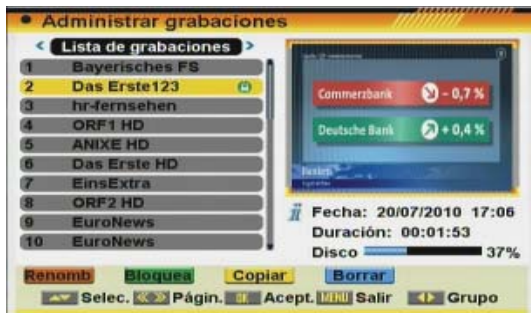 Administrar grabaciones
Lista de grabaciones
1 Bayerisches FS
2 Das Erste123
3 hr-fernsehen
4 ORF1 HD
5 ANIXE HD
6 Das Erste HD
7 EinsExtra
8 ORF2 HD
9 EuroNews
10 EuroNews
Commerzbank - 0,7 %
Deutsche Bank + 0,4 %
Fecha: 20/07/2010 17:06
Duración: 00:01:53
Disco 37%
Renomb Bloquea Copiar Borrar
Selec. Págin. OK Acept. MENU Salir Grupo